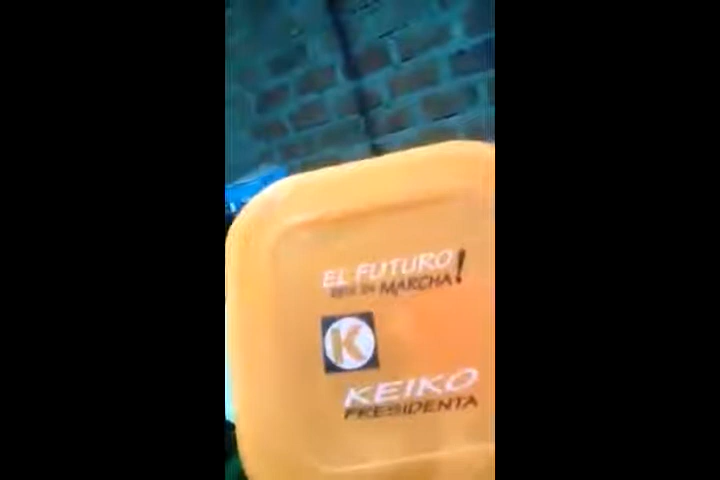 EL FUTURO
MARCHA!
K
KEIKO
PRESIDENTA